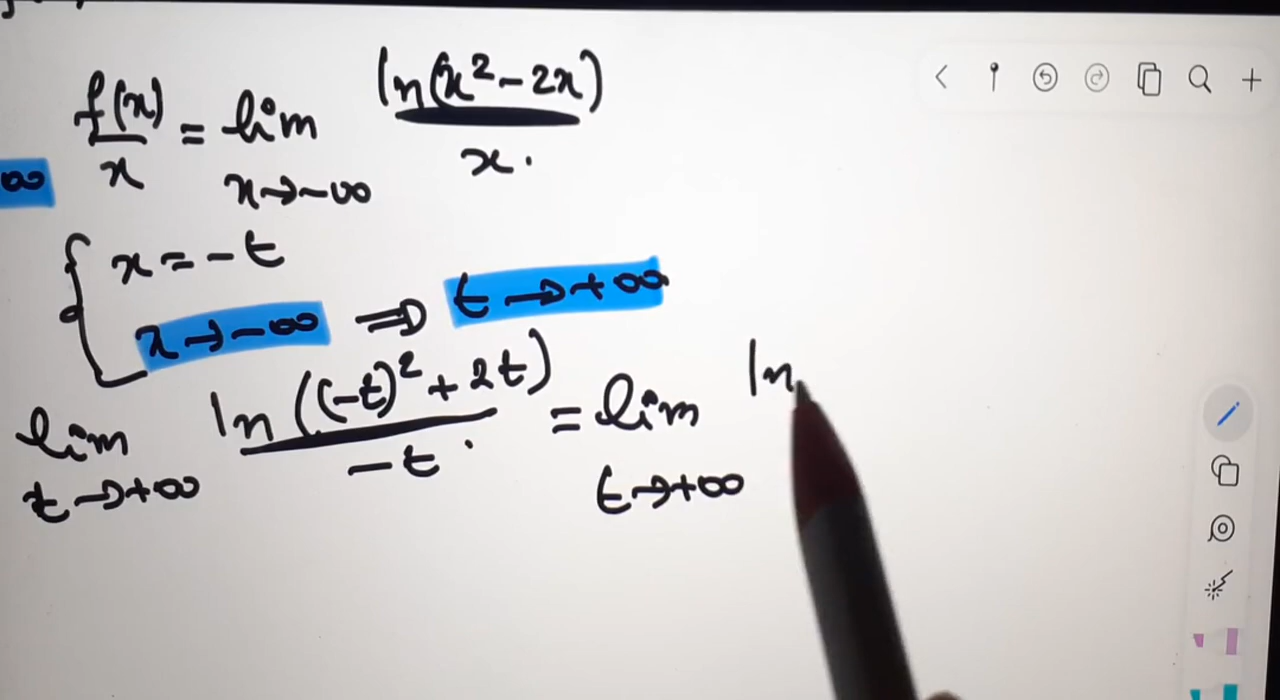 f(x)/x = lim x→-∞ ln(x²-2x)/x.
∞
{ x = -t
x→-∞ ⇒ t→+∞
lim t→+∞ ln((-t)²+2t)/-t. = lim t→+∞ ln